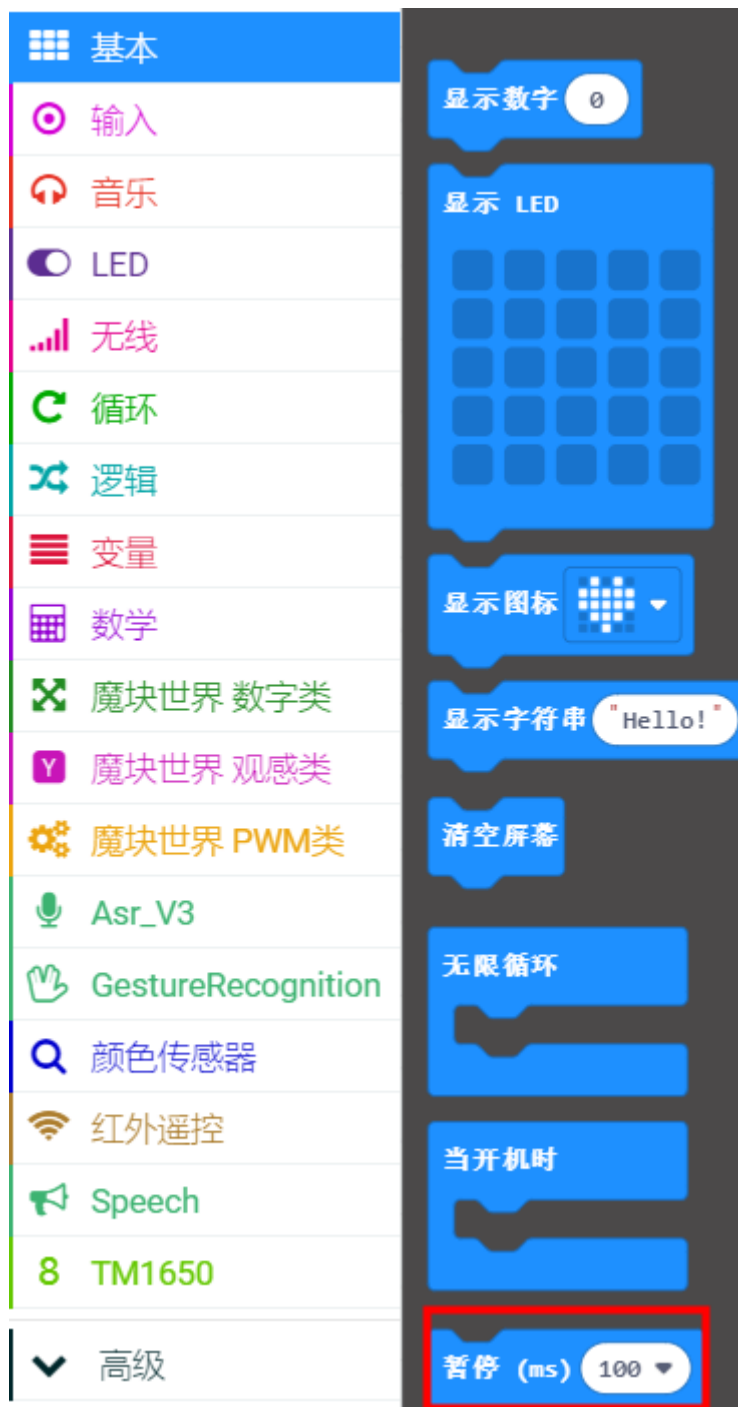 基本
输入
音乐
LED
无线
循环
逻辑
变量
数学
魔块世界 数字类
Y 魔块世界 观感类
魔块世界 PWM类
Asr_V3
GestureRecognition
颜色传感器
红外遥控
Speech
8 TM1650
高级
显示数字 0
显示 LED
显示图标
显示字符串 "Hello!"
清空屏幕
无限循环
当开机时
暂停 (ms) 100